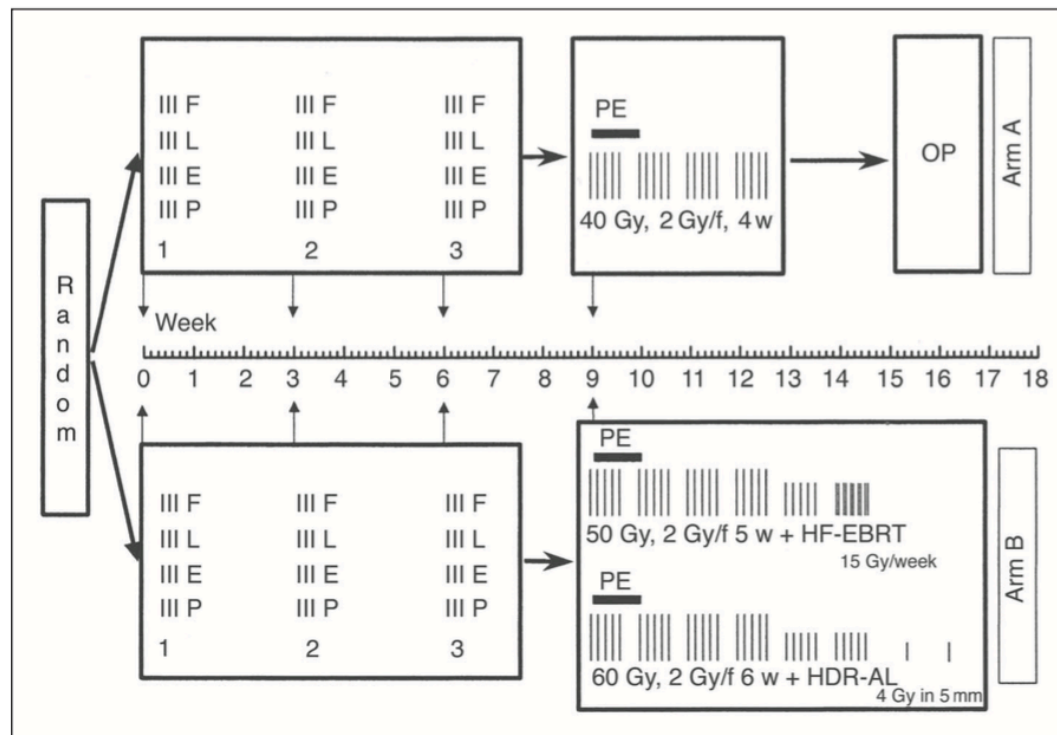 Random
III F III F III F
III L III L III L
III E III E III E
III P III P III P
1 2 3
PE
40 Gy, 2 Gy/f, 4 w
OP
Arm A
Week
0 1 2 3 4 5 6 7 8 9 10 11 12 13 14 15 16 17 18
III F III F III F
III L III L III L
III E III E III E
III P III P III P
1 2 3
PE
50 Gy, 2 Gy/f 5 w + HF-EBRT
15 Gy/week
PE
60 Gy, 2 Gy/f 6 w + HDR-AL
4 Gy in 5 mm
Arm B